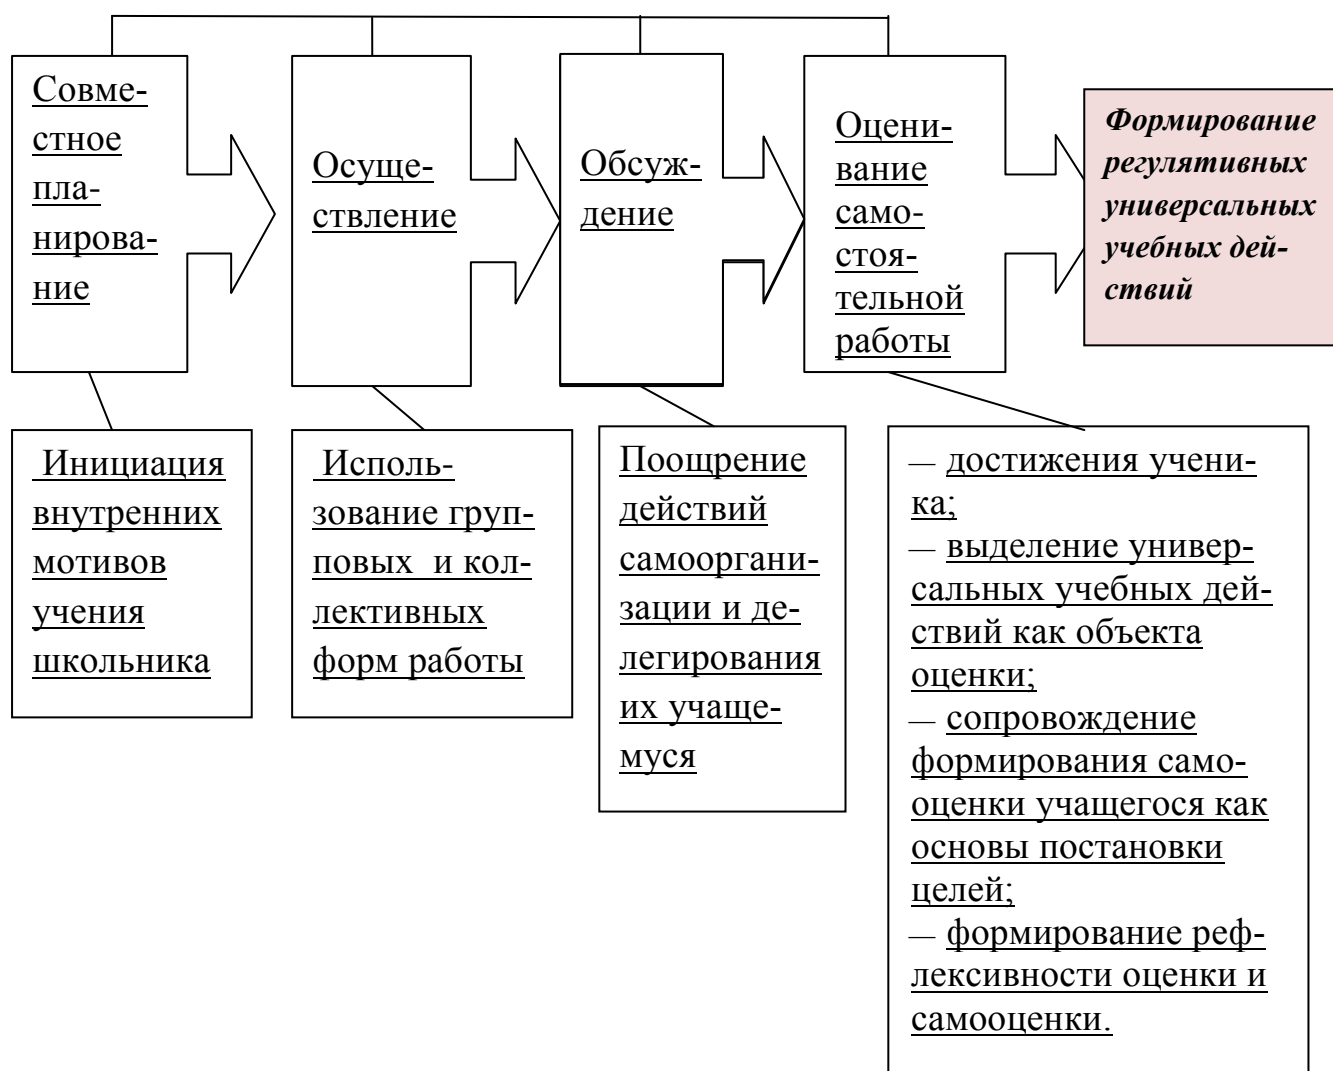 Совме-
стное
пла-
нирова-
ние
Осуще-
ствление
Обсуж-
дение
Оцени-
вание
само-
стоя-
тельной
работы
Формирование
регулятивных
универсальных
учебных дей-
ствий
Инициация
внутренних
мотивов
учения
школьника
Исполь-
зование груп-
повых и кол-
лективных
форм работы
Поощрение
действий
самооргани-
зации и де-
легирования
их учаще-
муся
— достижения учени-
ка;
— выделение универ-
сальных учебных дей-
ствий как объекта
оценки;
— сопровождение
формирования само-
оценки учащегося как
основы постановки
целей;
— формирование реф-
лексивности оценки и
самооценки.